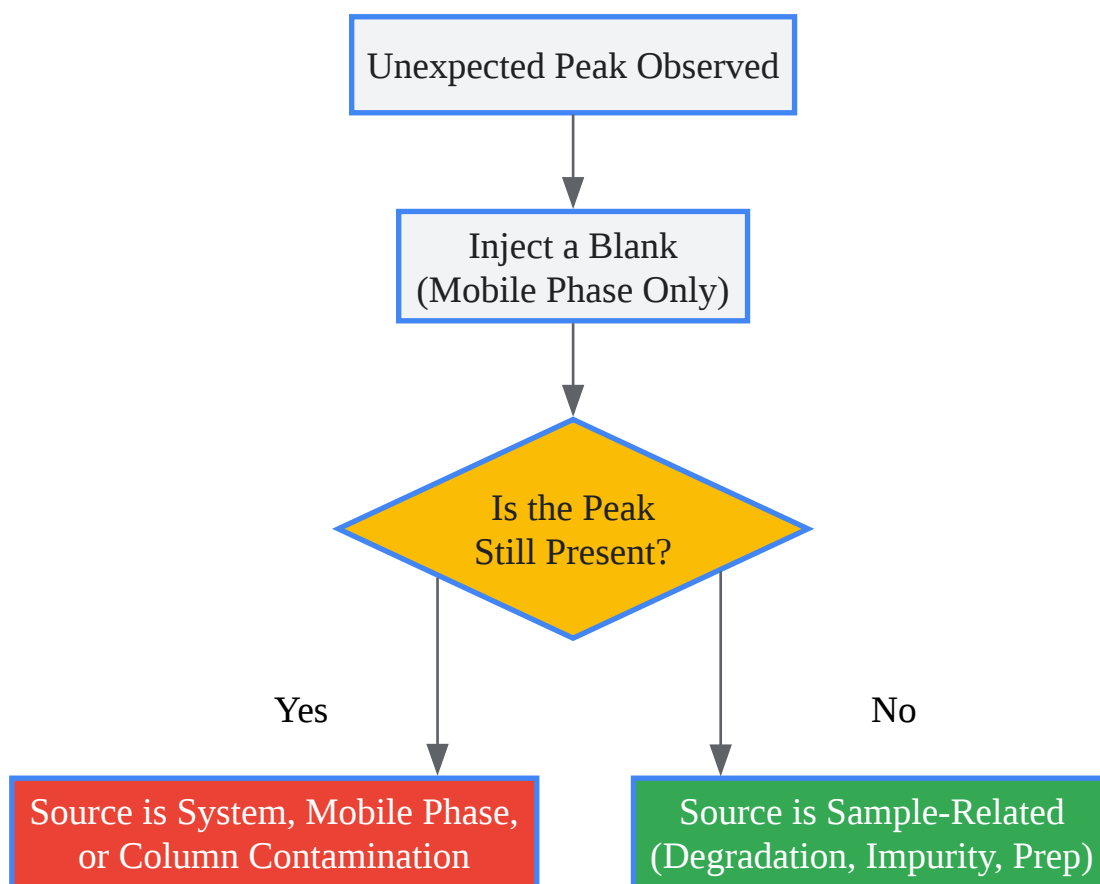 Unexpected Peak Observed
Inject a Blank
(Mobile Phase Only)
Is the Peak
Still Present?
Yes
No
Source is System, Mobile Phase,
or Column Contamination
Source is Sample-Related
(Degradation, Impurity, Prep)